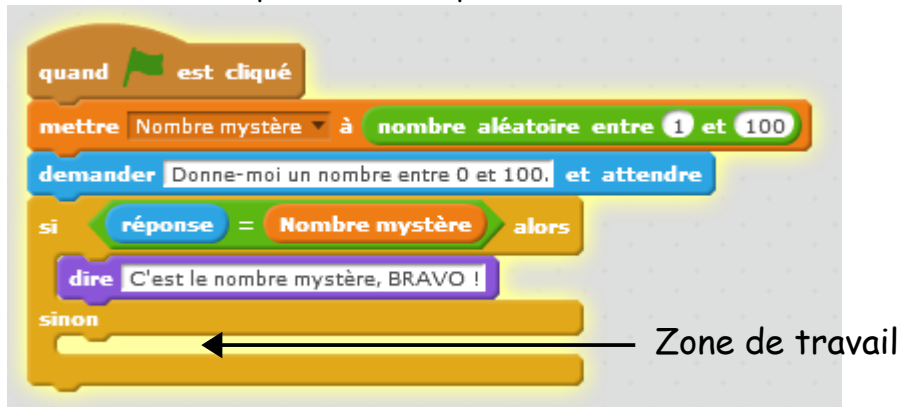 quand est cliqué
mettre Nombre mystère à nombre aléatoire entre 1 et 100
demander Donne-moi un nombre entre 0 et 100. et attendre
si réponse = Nombre mystère alors
dire C'est le nombre mystère, BRAVO !
sinon
Zone de travail